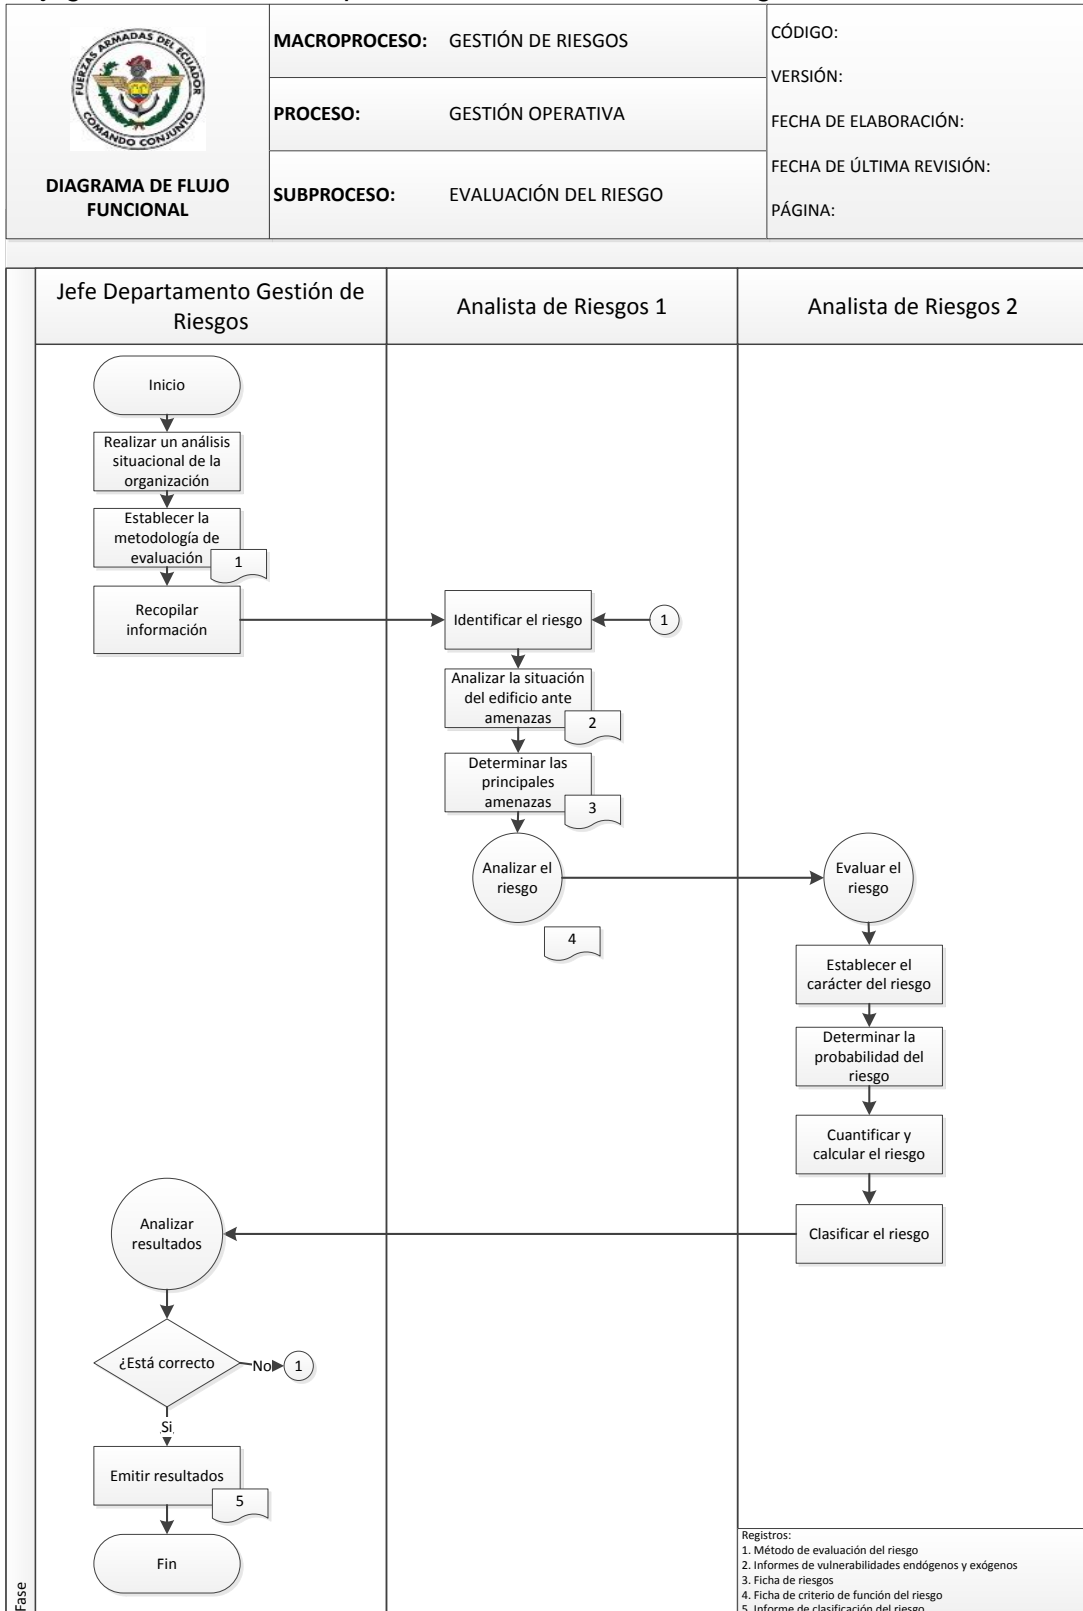 FUERZAS ARMADAS DEL ECUADOR
COMANDO CONJUNTO
DIAGRAMA DE FLUJO
FUNCIONAL
MACROPROCESO: GESTIÓN DE RIESGOS
PROCESO: GESTIÓN OPERATIVA
SUBPROCESO: EVALUACIÓN DEL RIESGO
CÓDIGO:
VERSIÓN:
FECHA DE ELABORACIÓN:
FECHA DE ÚLTIMA REVISIÓN:
PÁGINA:
Jefe Departamento Gestión de
Riesgos
Analista de Riesgos 1
Analista de Riesgos 2
Inicio
Realizar un análisis
situacional de la
organización
Establecer la
metodología de
evaluación
1
Recopilar
información
Identificar el riesgo
1
Analizar la situación
del edificio ante
amenazas
2
Determinar las
principales
amenazas
3
Analizar el
riesgo
4
Evaluar el
riesgo
Establecer el
carácter del riesgo
Determinar la
probabilidad del
riesgo
Cuantificar y
calcular el riesgo
Clasificar el riesgo
Analizar
resultados
¿Está correcto
No
1
Si
Emitir resultados
5
Fin
Registros:
1. Método de evaluación del riesgo
2. Informes de vulnerabilidades endógenos y exógenos
3. Ficha de riesgos
4. Ficha de criterio de función del riesgo
5. Informe de clasificación del riesgo
Fase